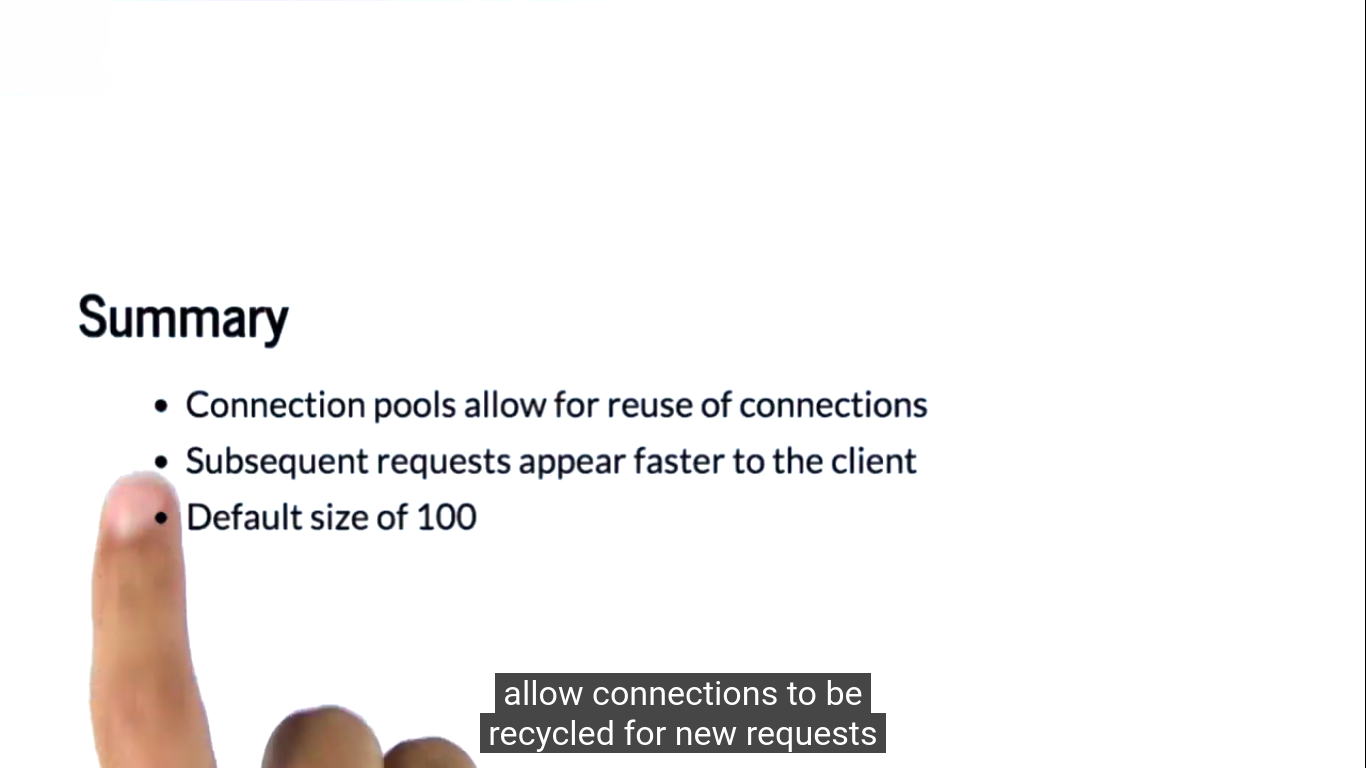 Summary
Connection pools allow for reuse of connections
Subsequent requests appear faster to the client
Default size of 100
allow connections to be
recycled for new requests